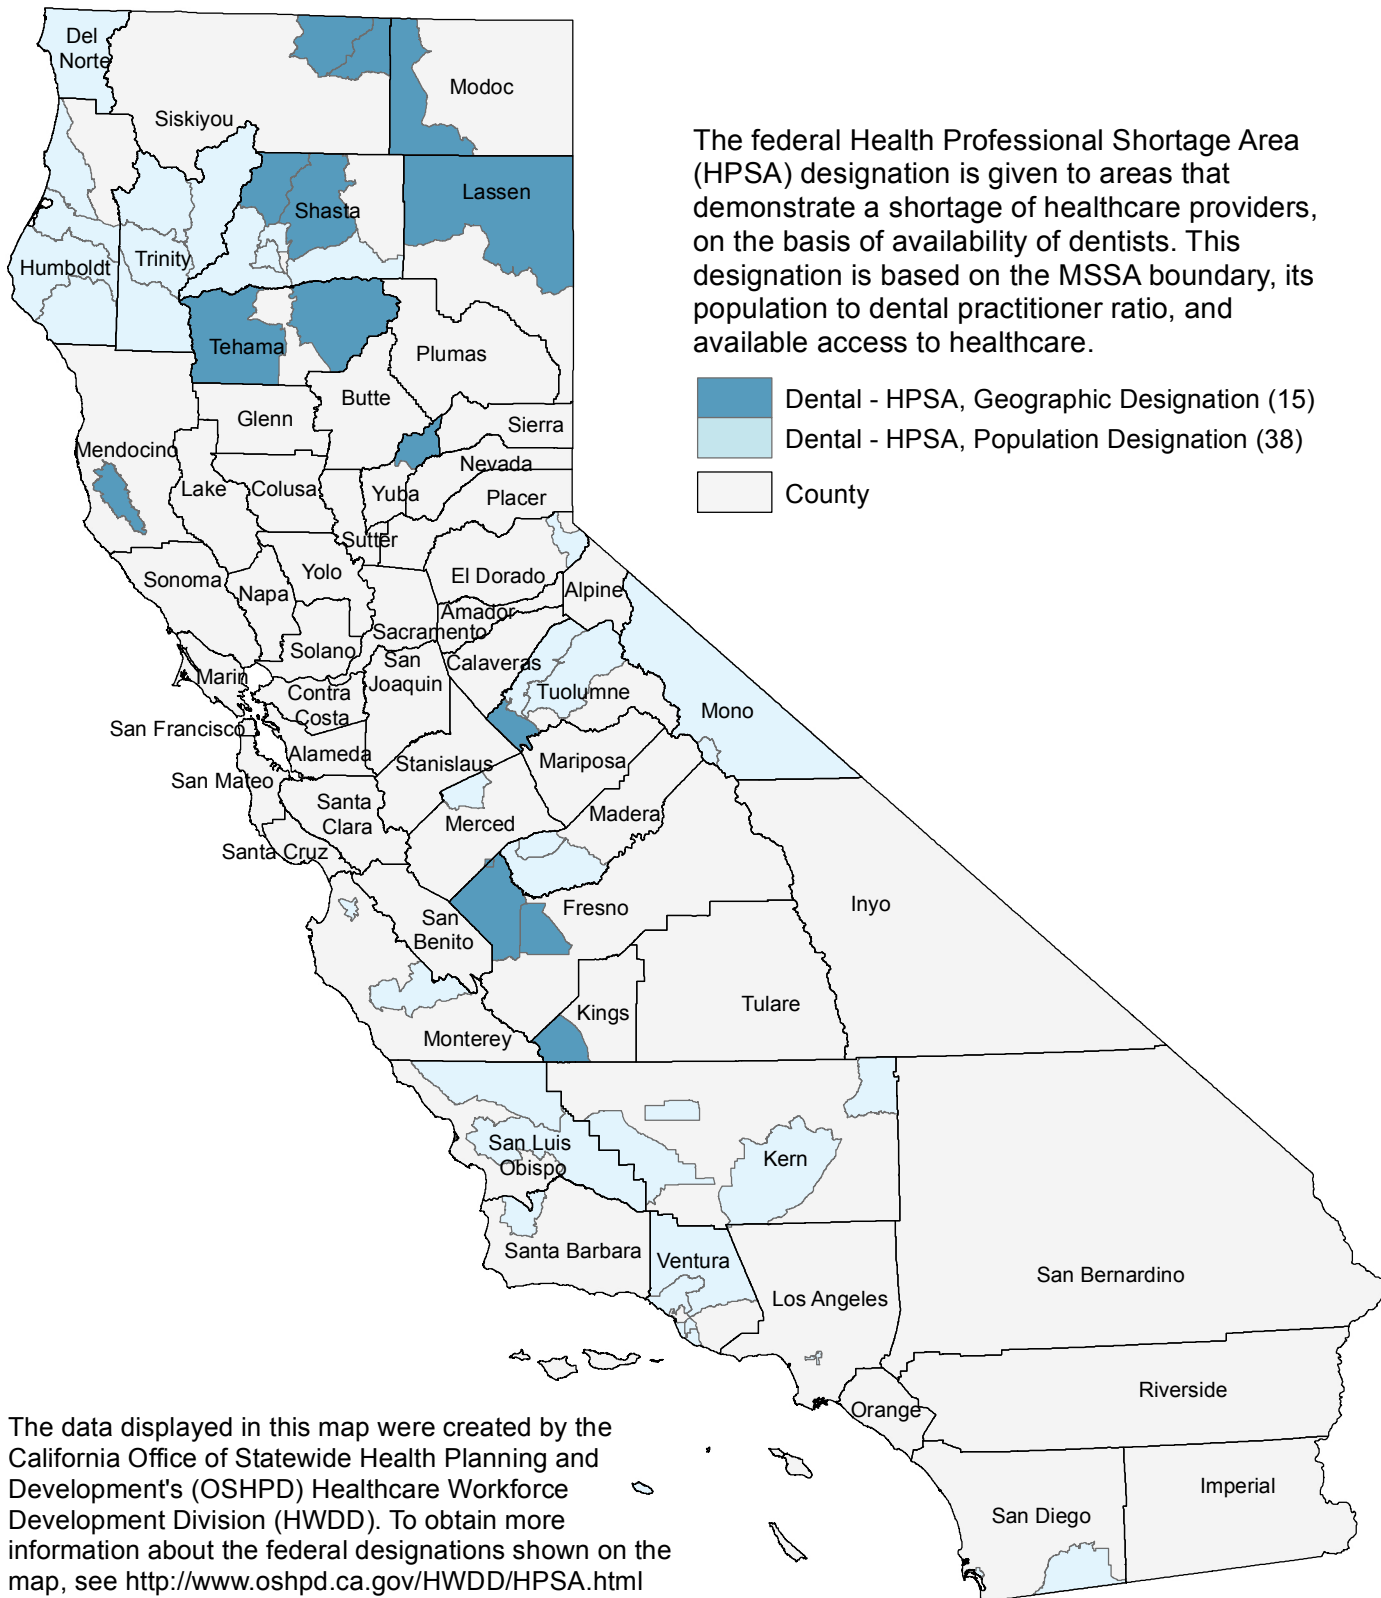 Del
Norte
Siskiyou
Modoc
The federal Health Professional Shortage Area
(HPSA) designation is given to areas that
demonstrate a shortage of healthcare providers,
on the basis of availability of dentists. This
designation is based on the MSSA boundary, its
population to dental practitioner ratio, and
available access to healthcare.
Dental - HPSA, Geographic Designation (15)
Dental - HPSA, Population Designation (38)
County
Shasta
Lassen
Humboldt
Trinity
Tehama
Plumas
Butte
Glenn
Sierra
Mendocino
Nevada
Lake
Colusa
Yuba
Placer
Sutter
Sonoma
Yolo
El Dorado
Napa
Alpine
Amador
Sacramento
Solano
San
Joaquin
Calaveras
Marin
Contra
Costa
Tuolumne
Mono
San Francisco
Alameda
Stanislaus
Mariposa
San Mateo
Santa
Clara
Merced
Madera
Santa Cruz
Inyo
San
Benito
Fresno
Tulare
Kings
Monterey
San Luis
Obispo
Kern
Santa Barbara
Ventura
San Bernardino
Los Angeles
Riverside
Orange
Imperial
San Diego
The data displayed in this map were created by the
California Office of Statewide Health Planning and
Development's (OSHPD) Healthcare Workforce
Development Division (HWDD). To obtain more
information about the federal designations shown on the
map, see http://www.oshpd.ca.gov/HWDD/HPSA.html